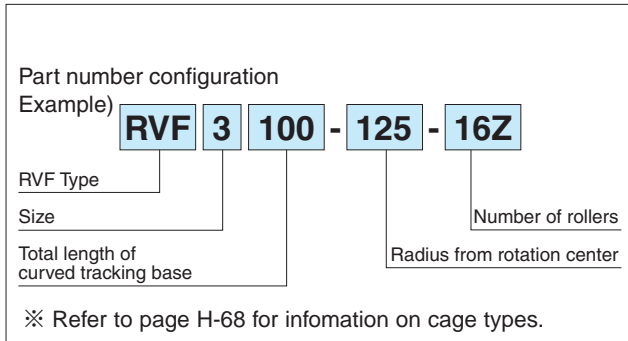 Part number configuration
Example) RVF 3 100 - 125 - 16Z
RVF Type
Size
Number of rollers
Total length of
curved tracking base
Radius from rotation center
※ Refer to page H-68 for infomation on cage types.